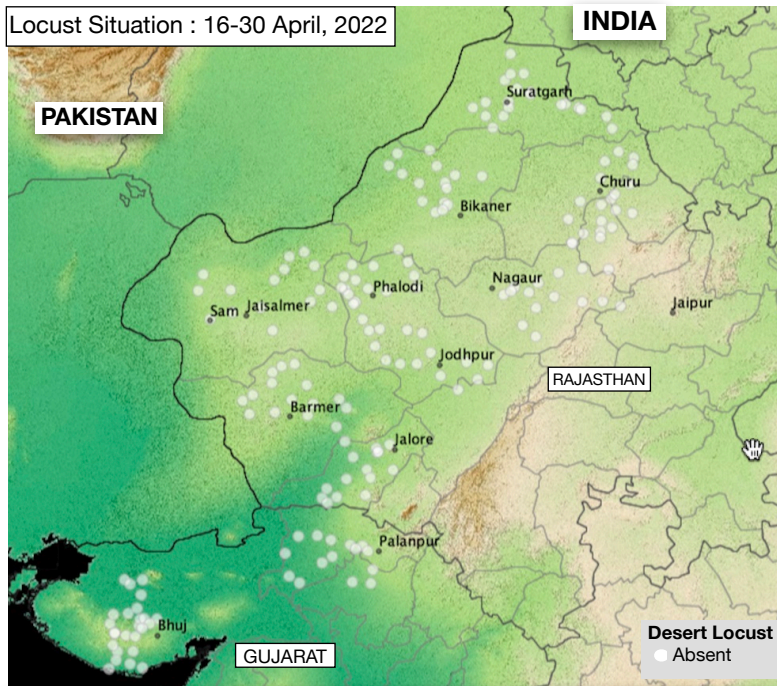 Locust Situation : 16-30 April, 2022
INDIA
PAKISTAN
Suratgarh
Churu
Bikaner
Nagaur
Phalodi
Sam
Jaisalmer
Jaipur
Jodhpur
RAJASTHAN
Barmer
Jalore
Palanpur
Bhuj
GUJARAT
Desert Locust
Absent